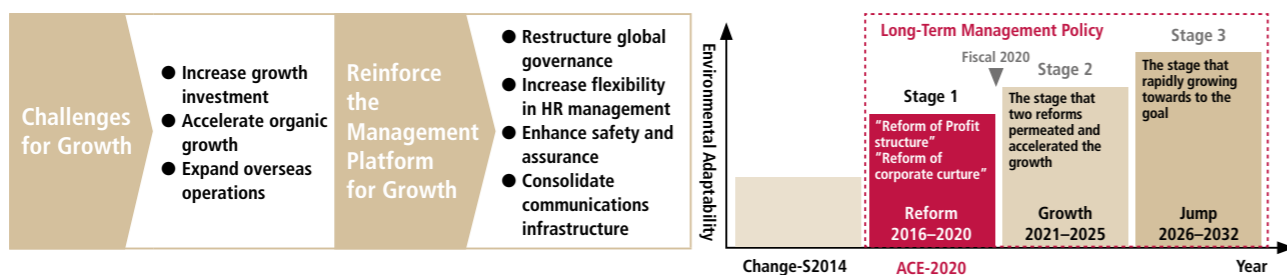 Challenges
for Growth
● Increase growth
investment
● Accelerate organic
growth
● Expand overseas
operations
Reinforce
the
Management
Platform
for Growth
● Restructure global
governance
● Increase flexibility
in HR management
● Enhance safety and
assurance
● Consolidate
communications
infrastructure
Environmental Adaptability
Long-Term Management Policy
Fiscal 2020
Stage 1
"Reform of Profit
structure"
"Reform of
corporate curture"
Reform
2016–2020
Stage 2
The stage that
two reforms
permeated and
accelerated the
growth
Growth
2021–2025
Stage 3
The stage that
rapidly growing
towards to the
goal
Jump
2026–2032
Change-S2014
ACE-2020
Year